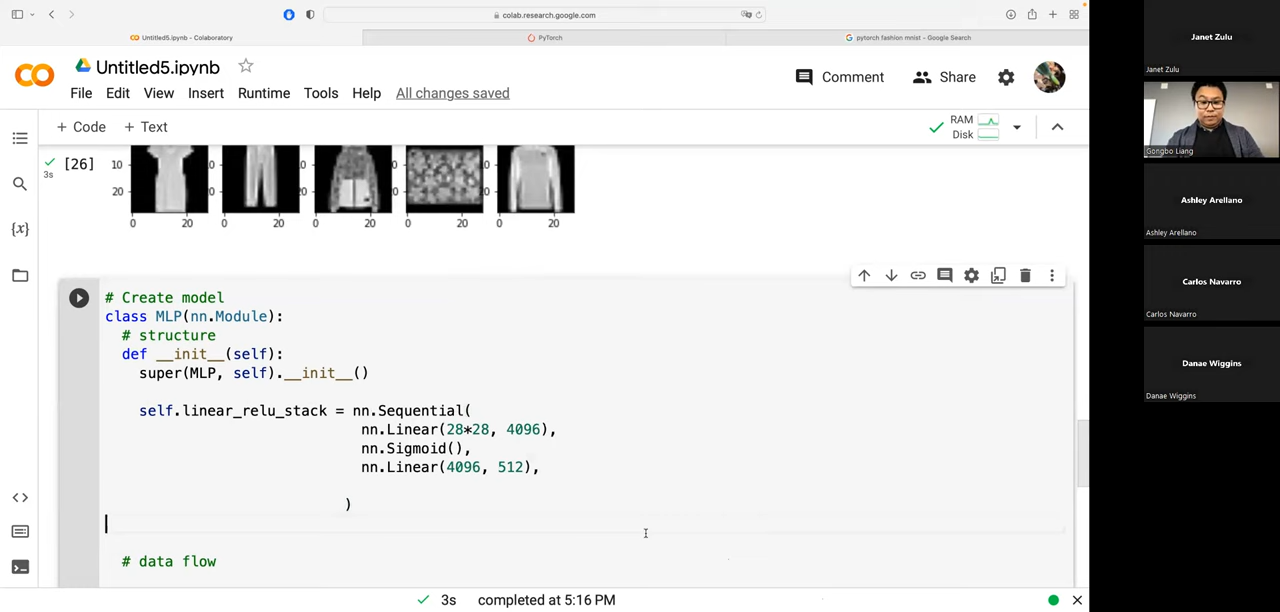 colab.research.google.com
Untitled5.ipynb - Colaboratory
PyTorch
pytorch fashion mnist - Google Search
Untitled5.ipynb
File Edit View Insert Runtime Tools Help All changes saved
Comment
Share
+ Code + Text
RAM
Disk
[26]
3s
10
20
0 20 0 20 0 20 0 20 0 20
# Create model
class MLP(nn.Module):
# structure
def __init__(self):
super(MLP, self).__init__()
self.linear_relu_stack = nn.Sequential(
nn.Linear(28*28, 4096),
nn.Sigmoid(),
nn.Linear(4096, 512),
)
# data flow
3s completed at 5:16 PM
Janet Zulu
Janet Zulu
Gongbo Liang
Ashley Arellano
Ashley Arellano
Carlos Navarro
Carlos Navarro
Danae Wiggins
Danae Wiggins